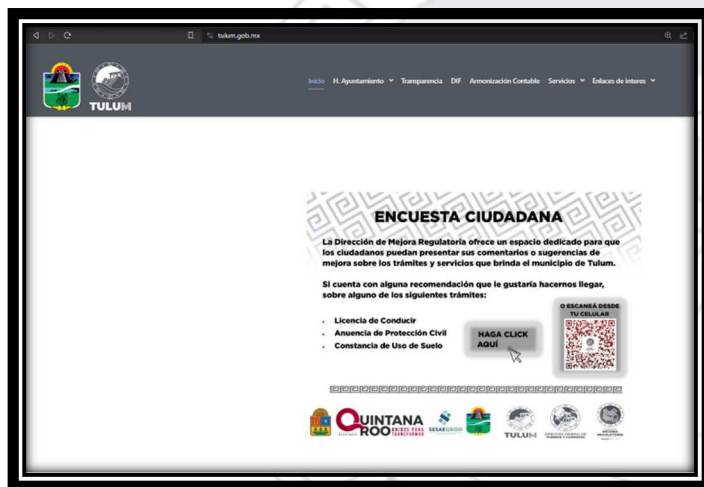 tulum.gob.mx
TULUM
Inicio H. Ayuntamiento Transparencia DIF Armonización Contable Servicios Enlaces de interes
ENCUESTA CIUDADANA
La Dirección de Mejora Regulatoria ofrece un espacio dedicado para que
los ciudadanos puedan presentar sus comentarios o sugerencias de
mejora sobre los trámites y servicios que brinda el municipio de Tulum.
Si cuenta con alguna recomendación que le gustaría hacernos llegar,
sobre alguno de los siguientes trámites:
• Licencia de Conducir
• Anuencia de Protección Civil
• Constancia de Uso de Suelo
HAGA CLICK
AQUÍ
O ESCANEÁ DESDE
TU CELULAR
QUINTANA
ROO UNIDOS PARA
TRANSFORMAR
SESAEQROO
TULUM